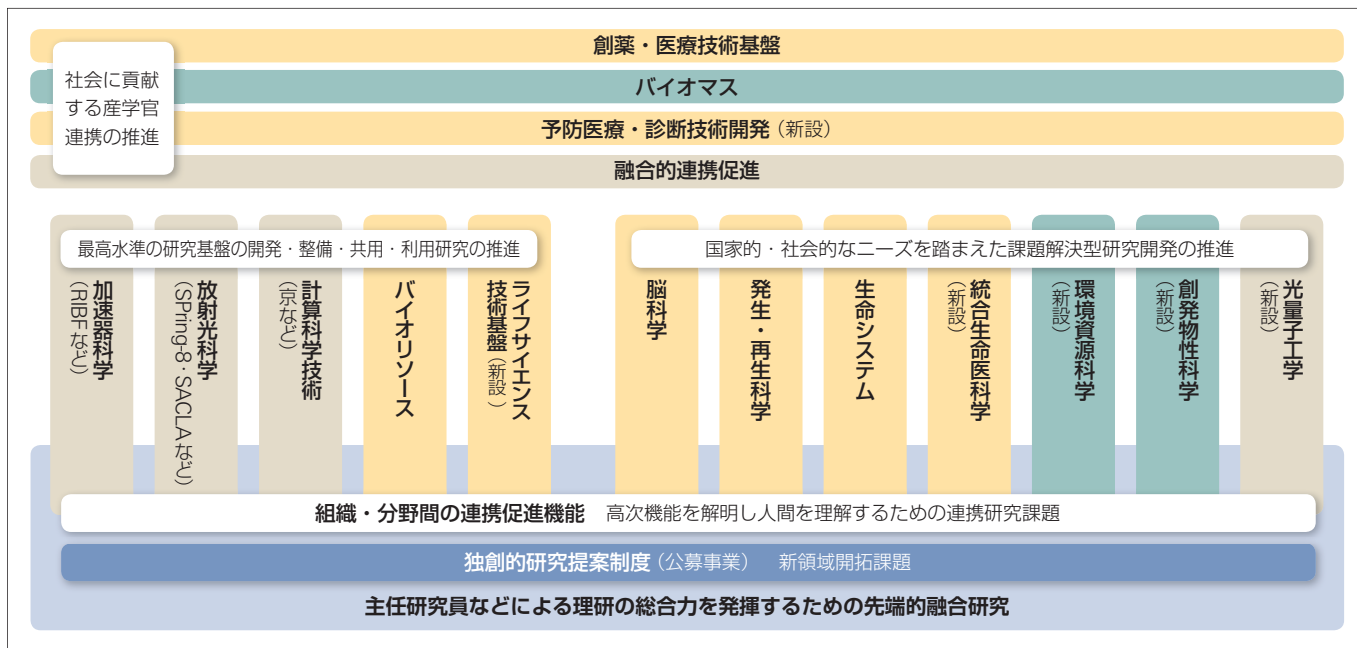 創薬・医療技術基盤
社会に貢献
する産学官
連携の推進
バイオマス
予防医療・診断技術開発（新設）
融合的連携促進
最高水準の研究基盤の開発・整備・共用・利用研究の推進
加速器科学
（RIBFなど）
放射光科学
（SPring-8・SACLAなど）
計算科学技術
（京など）
バイオリソース
ライフサイエンス
技術基盤（新設）
国家的・社会的なニーズを踏まえた課題解決型研究開発の推進
脳科学
発生・再生科学
生命システム
統合生命医科学
（新設）
環境資源科学
（新設）
創発物性科学
（新設）
光量子工学
（新設）
組織・分野間の連携促進機能　高次機能を解明し人間を理解するための連携研究課題
独創的研究提案制度（公募事業）　新領域開拓課題
主任研究員などによる理研の総合力を発揮するための先端的融合研究